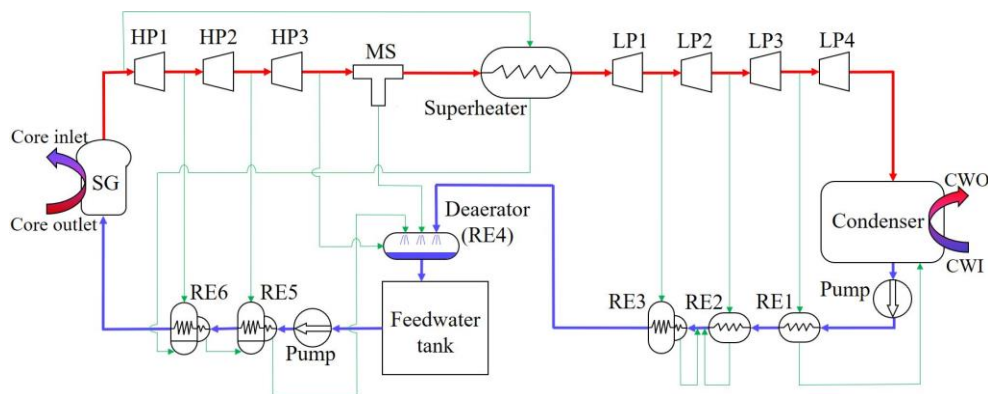 HP1
HP2
HP3
MS
Superheater
LP1
LP2
LP3
LP4
Core inlet
SG
Core outlet
Deaerator
(RE4)
CWO
Condenser
CWI
RE6
RE5
Pump
Feedwater
tank
RE3
RE2
RE1
Pump